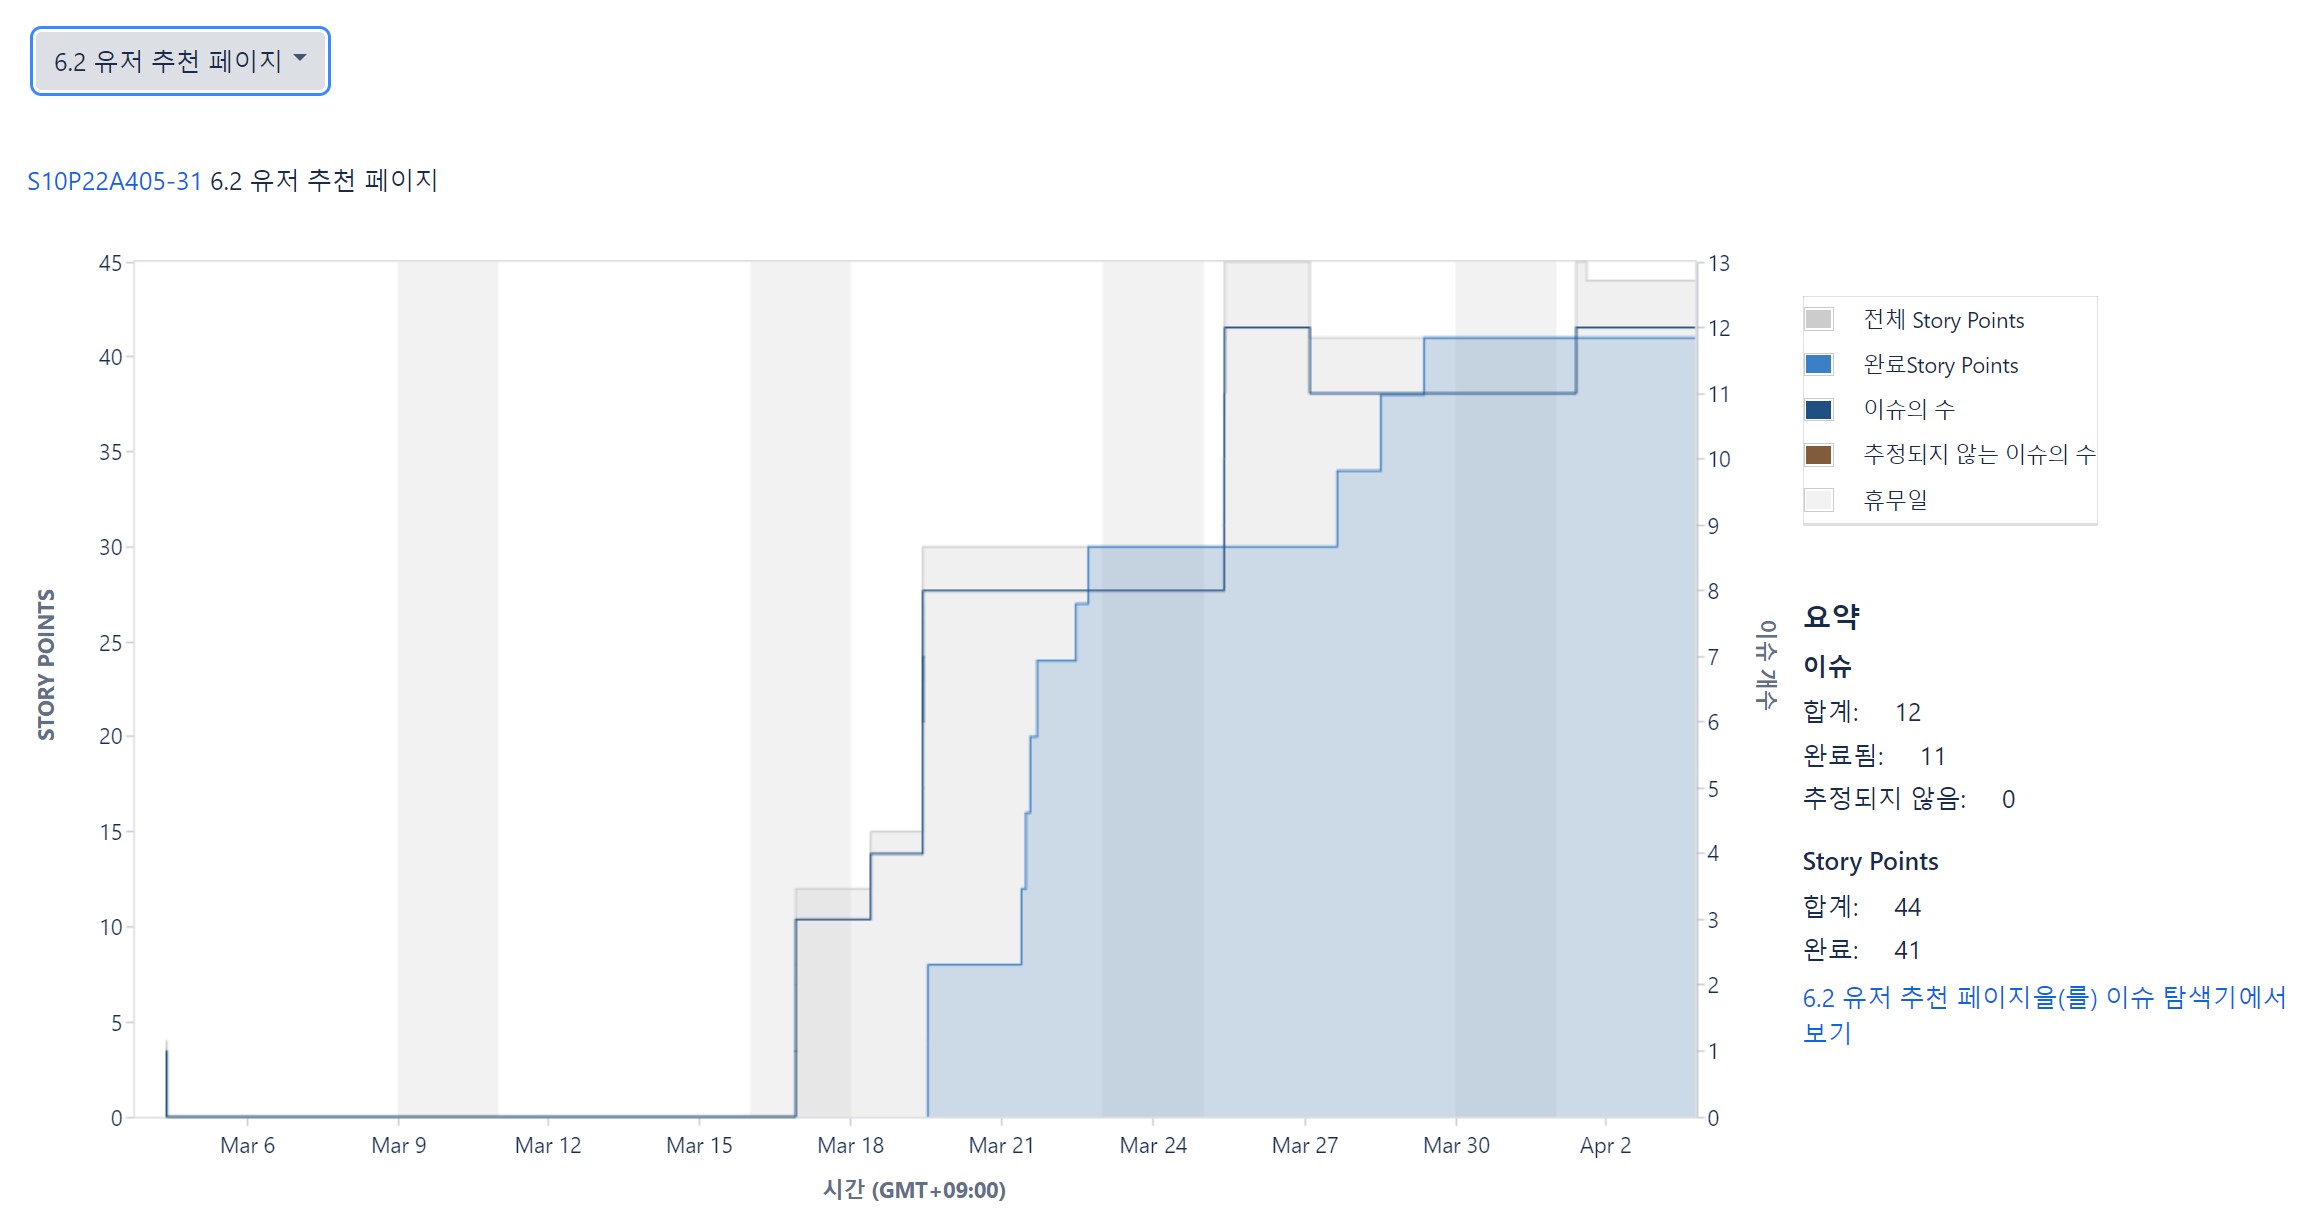 6.2 유저 추천 페이지
S10P22A405-31 6.2 유저 추천 페이지
STORY POINTS
45
40
35
30
25
20
15
10
5
0
Mar 6
Mar 9
Mar 12
Mar 15
Mar 18
Mar 21
Mar 24
Mar 27
Mar 30
Apr 2
시간 (GMT+09:00)
13
12
11
10
9
8
7
6
5
4
3
2
1
0
이슈 개수
전체 Story Points
완료Story Points
이슈의 수
추정되지 않는 이슈의 수
휴무일
요약
이슈
합계: 12
완료됨: 11
추정되지 않음: 0
Story Points
합계: 44
완료: 41
6.2 유저 추천 페이지을(를) 이슈 탐색기에서
보기